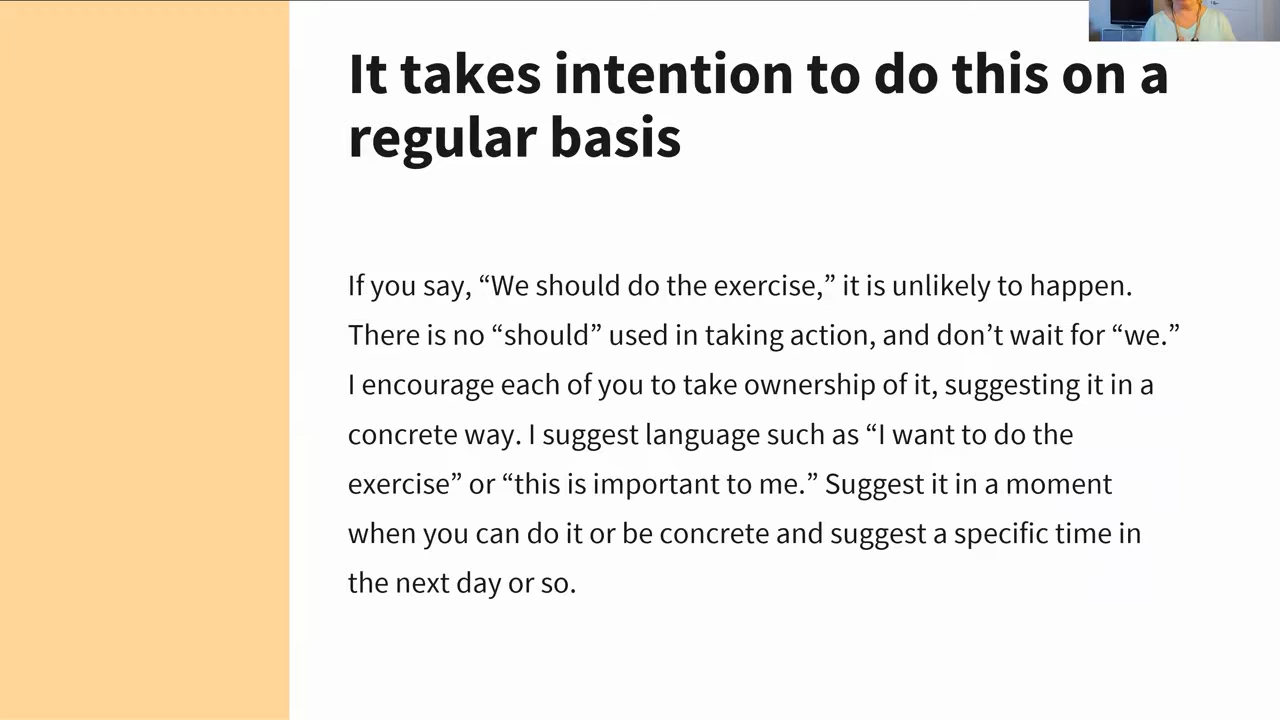 It takes intention to do this on a
regular basis
If you say, “We should do the exercise,” it is unlikely to happen.
There is no “should” used in taking action, and don’t wait for “we.”
I encourage each of you to take ownership of it, suggesting it in a
concrete way. I suggest language such as “I want to do the
exercise” or “this is important to me.” Suggest it in a moment
when you can do it or be concrete and suggest a specific time in
the next day or so.